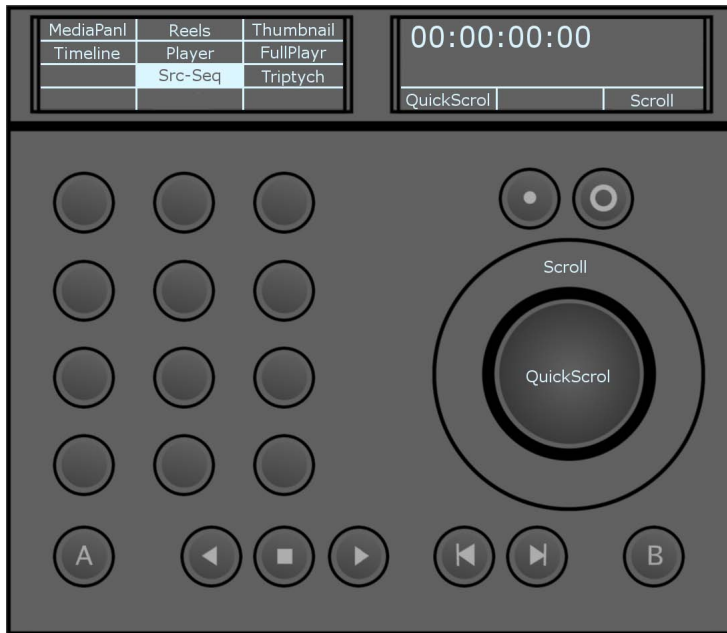 MediaPanl Reels Thumbnail
Timeline Player FullPlayr
Src-Seq Triptych
00:00:00:00
QuickScrol Scroll
Scroll
QuickScrol
A
B